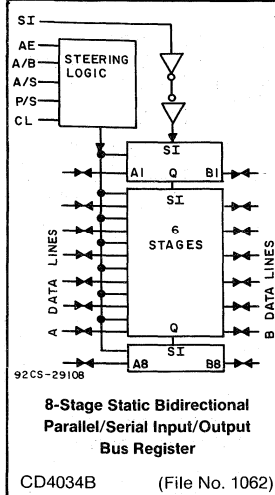 SI
AE
A/B
A/S
P/S
CL
STEERING
LOGIC
SI
A1 Q B1
SI
6
STAGES
A DATA LINES
B DATA LINES
Q
SI
A8 B8
92CS-29108
8-Stage Static Bidirectional
Parallel/Serial Input/Output
Bus Register
CD4034B (File No. 1062)